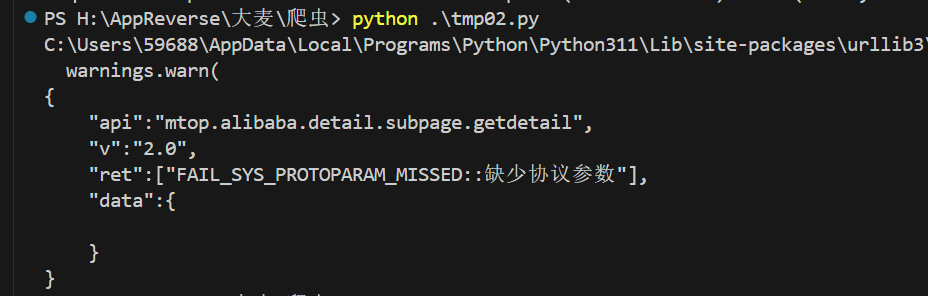 PS H:\AppReverse\大麦\爬虫> python .\tmp02.py
C:\Users\59688\AppData\Local\Programs\Python\Python311\Lib\site-packages\urllib3\
warnings.warn(
{
"api":"mtop.alibaba.detail.subpage.getdetail",
"v":"2.0",
"ret":["FAIL_SYS_PROTOPARAM_MISSED::缺少协议参数"],
"data":{
}
}